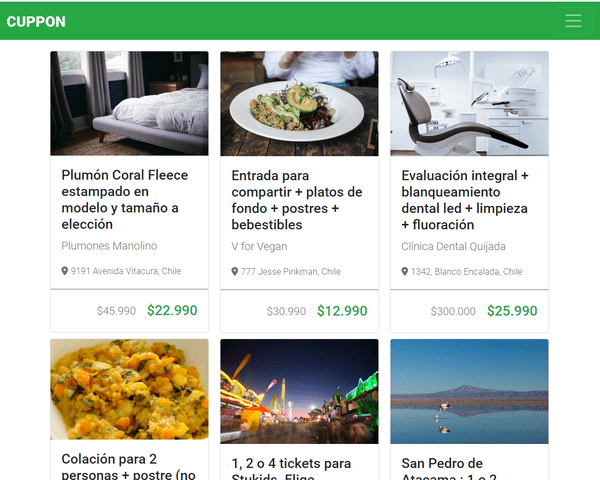 CUPPON
Plumón Coral Fleece
estampado en
modelo y tamaño a
elección
Plumones Manolino
9191 Avenida Vitacura, Chile
$45.990 $22.990
Entrada para
compartir + platos de
fondo + postres +
bebestibles
V for Vegan
777 Jesse Pinkman, Chile
$30.990 $12.990
Evaluación integral +
blanqueamiento
dental led + limpieza
+ fluoración
Clínica Dental Quijada
1342, Blanco Encalada, Chile
$300.000 $25.990
Colación para 2
personas + postre (no
1, 2 o 4 tickets para
Stukids. Elige
San Pedro de
Atacama : 1 o 2